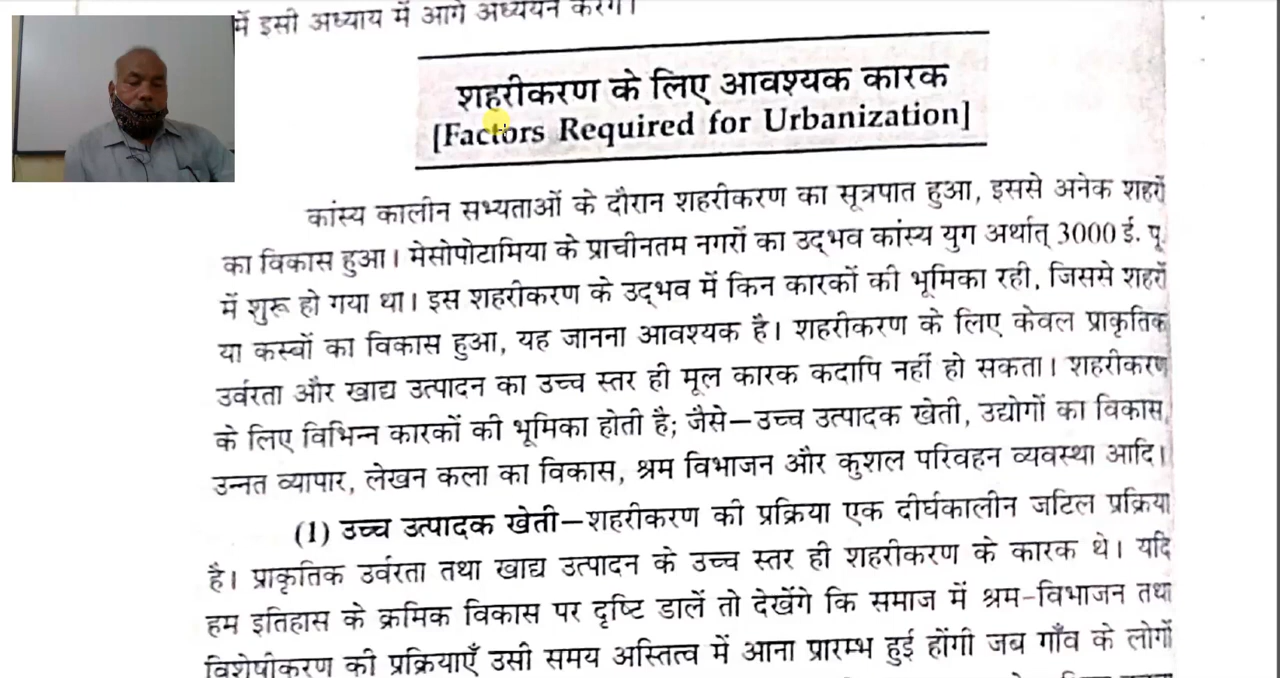 में इसी अध्याय में आगे अध्ययन करेंगे।
शहरीकरण के लिए आवश्यक कारक
[Factors Required for Urbanization]
कांस्य कालीन सभ्यताओं के दौरान शहरीकरण का सूत्रपात हुआ, इससे अनेक शहरों
का विकास हुआ। मेसोपोटामिया के प्राचीनतम नगरों का उद्‌भव कांस्य युग अर्थात् 3000 ई. पू.
में शुरू हो गया था। इस शहरीकरण के उद्‌भव में किन कारकों की भूमिका रही, जिससे शहरों
या कस्बों का विकास हुआ, यह जानना आवश्यक है। शहरीकरण के लिए केवल प्राकृतिक
उर्वरता और खाद्य उत्पादन का उच्च स्तर ही मूल कारक कदापि नहीं हो सकता। शहरीकरण
के लिए विभिन्न कारकों की भूमिका होती है; जैसे—उच्च उत्पादक खेती, उद्योगों का विकास,
उन्नत व्यापार, लेखन कला का विकास, श्रम विभाजन और कुशल परिवहन व्यवस्था आदि।
(1) उच्च उत्पादक खेती—शहरीकरण की प्रक्रिया एक दीर्घकालीन जटिल प्रक्रिया
है। प्राकृतिक उर्वरता तथा खाद्य उत्पादन के उच्च स्तर ही शहरीकरण के कारक थे। यदि
हम इतिहास के क्रमिक विकास पर दृष्टि डालें तो देखेंगे कि समाज में श्रम-विभाजन तथा
विशेषीकरण की प्रक्रियाएँ उसी समय अस्तित्व में आना प्रारम्भ हुई होंगी जब गाँव के लोगों